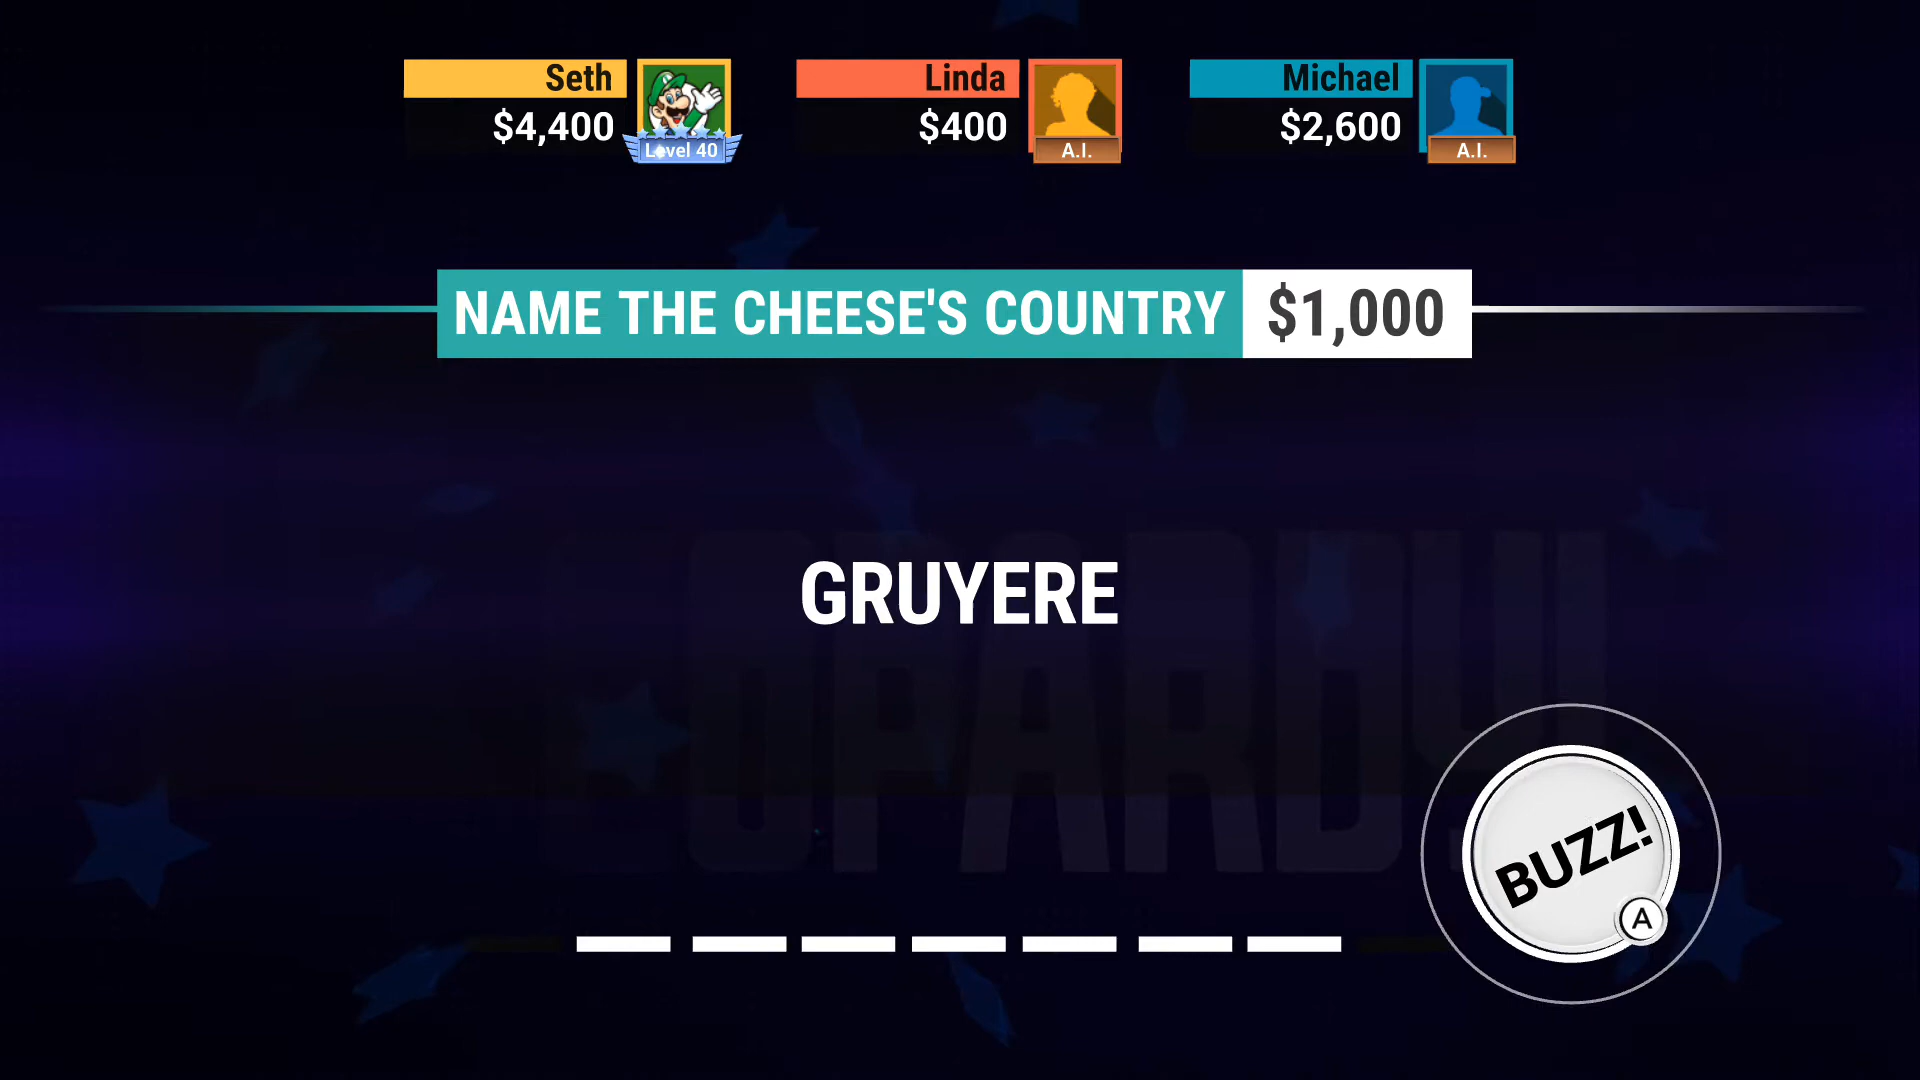 Seth
$4,400
Level 40
Linda
$400
A.I.
Michael
$2,600
A.I.
NAME THE CHEESE'S COUNTRY $1,000
GRUYERE
BUZZ!
A